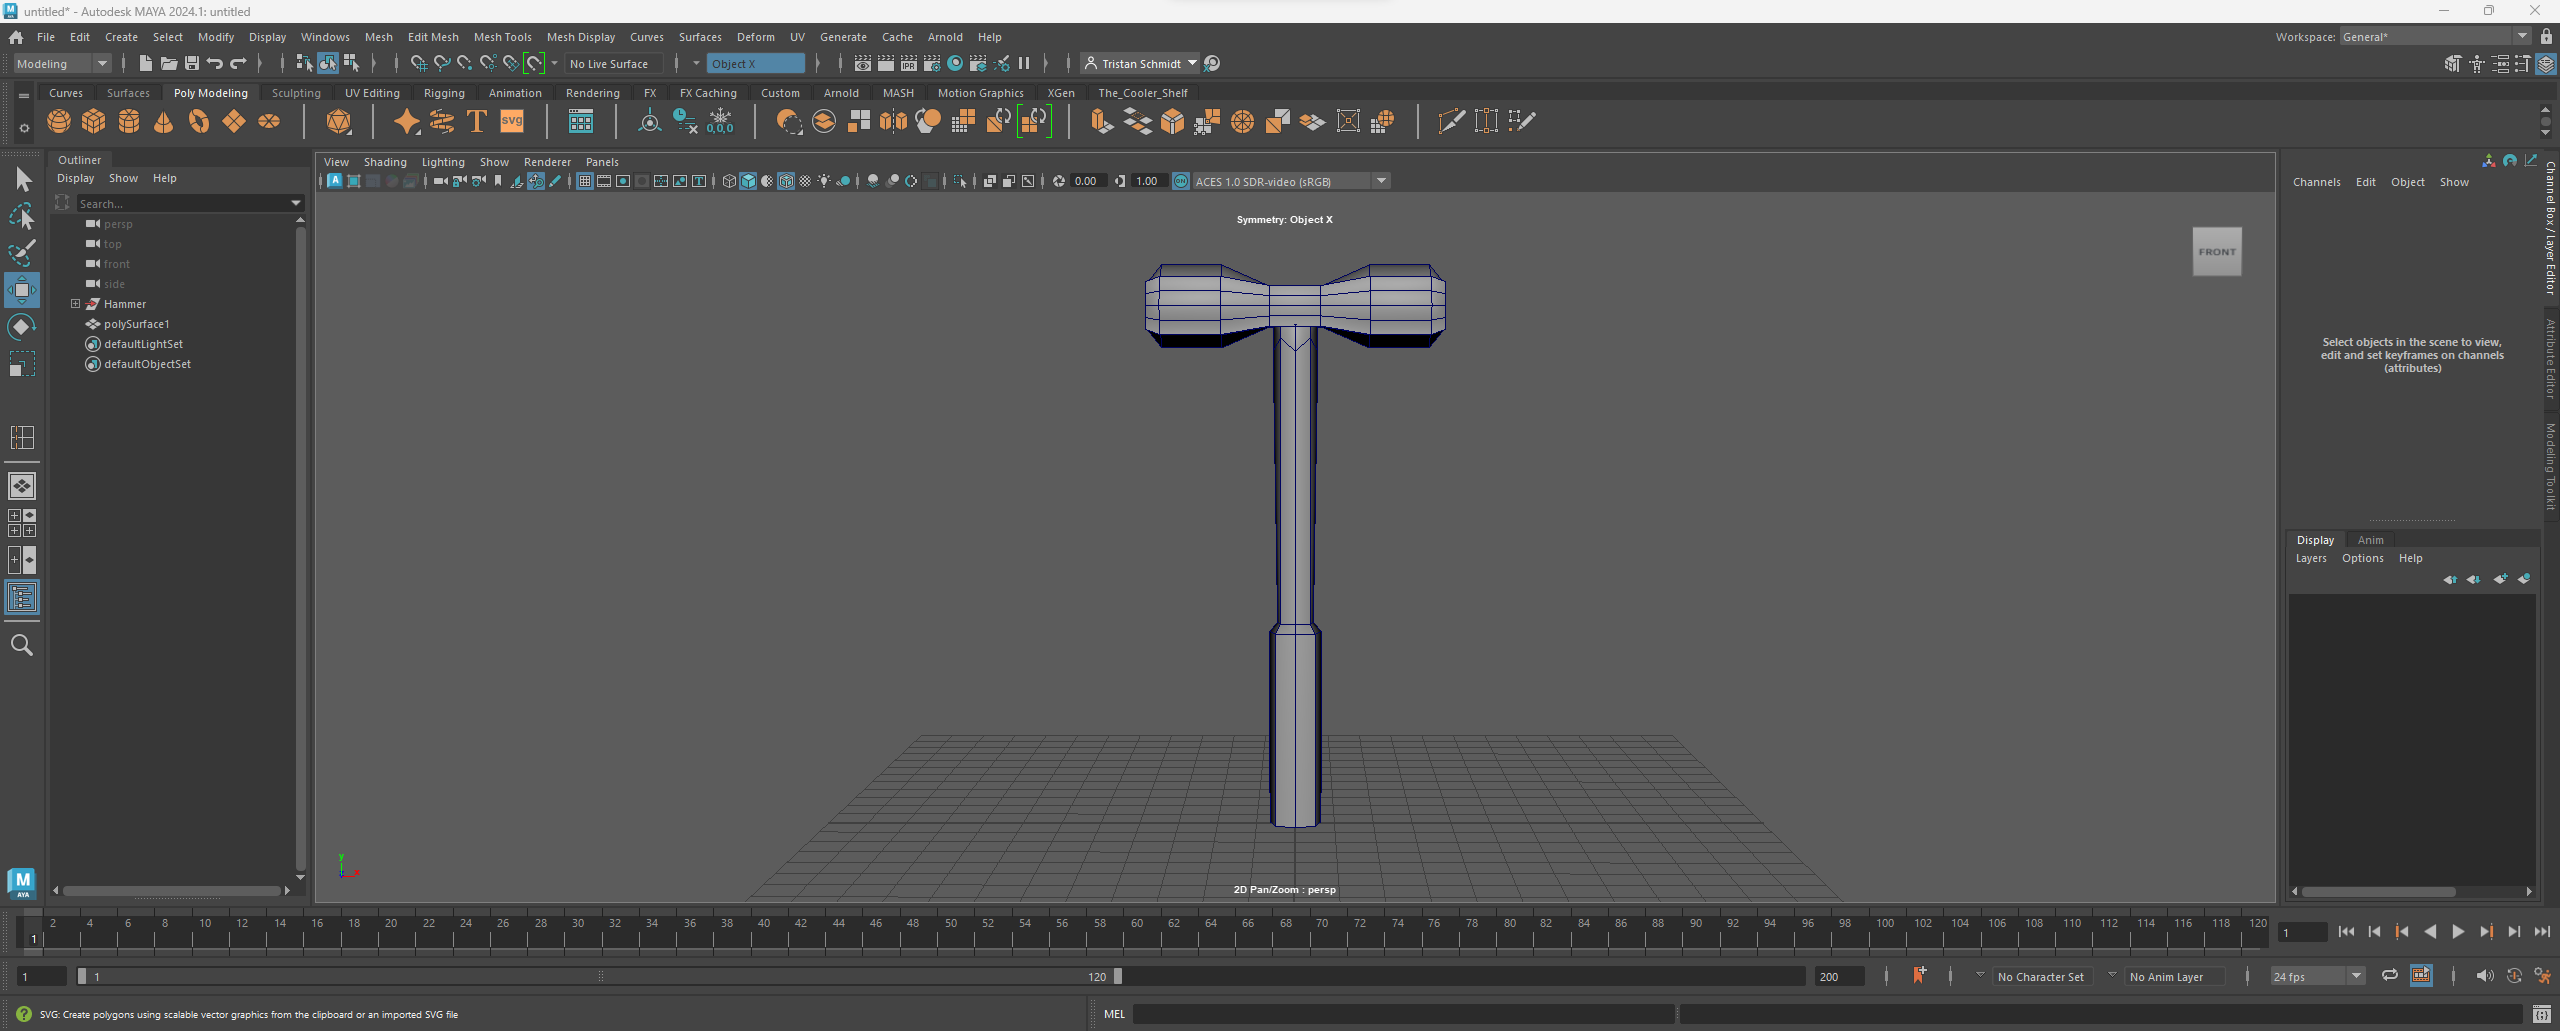 untitled* - Autodesk MAYA 2024.1: untitled
File Edit Create Select Modify Display Windows Mesh Edit Mesh Mesh Tools Mesh Display Curves Surfaces Deform UV Generate Cache Arnold Help
Workspace: General*
Modeling
No Live Surface
Object X
Tristan Schmidt
Curves Surfaces Poly Modeling Sculpting UV Editing Rigging Animation Rendering FX FX Caching Custom Arnold MASH Motion Graphics XGen The_Cooler_Shelf
IPR
T
SVG
0,0,0
Outliner
Display Show Help
Search...
persp
top
front
side
Hammer
polySurface1
defaultLightSet
defaultObjectSet
View Shading Lighting Show Renderer Panels
0.00
1.00
ON
ACES 1.0 SDR-video (sRGB)
Symmetry: Object X
FRONT
y
2D Pan/Zoom : persp
Channels Edit Object Show
Select objects in the scene to view,
edit and set keyframes on channels
(attributes)
Channel Box / Layer Editor
Attribute Editor
Modeling Toolkit
Display Anim
Layers Options Help
M
AYA
2 4 6 8 10 12 14 16 18 20 22 24 26 28 30 32 34 36 38 40 42 44 46 48 50 52 54 56 58 60 62 64 66 68 70 72 74 76 78 80 82 84 86 88 90 92 94 96 98 100 102 104 106 108 110 112 114 116 118 120
1
1
1
1
120
200
No Character Set
No Anim Layer
24 fps
SVG: Create polygons using scalable vector graphics from the clipboard or an imported SVG file
MEL